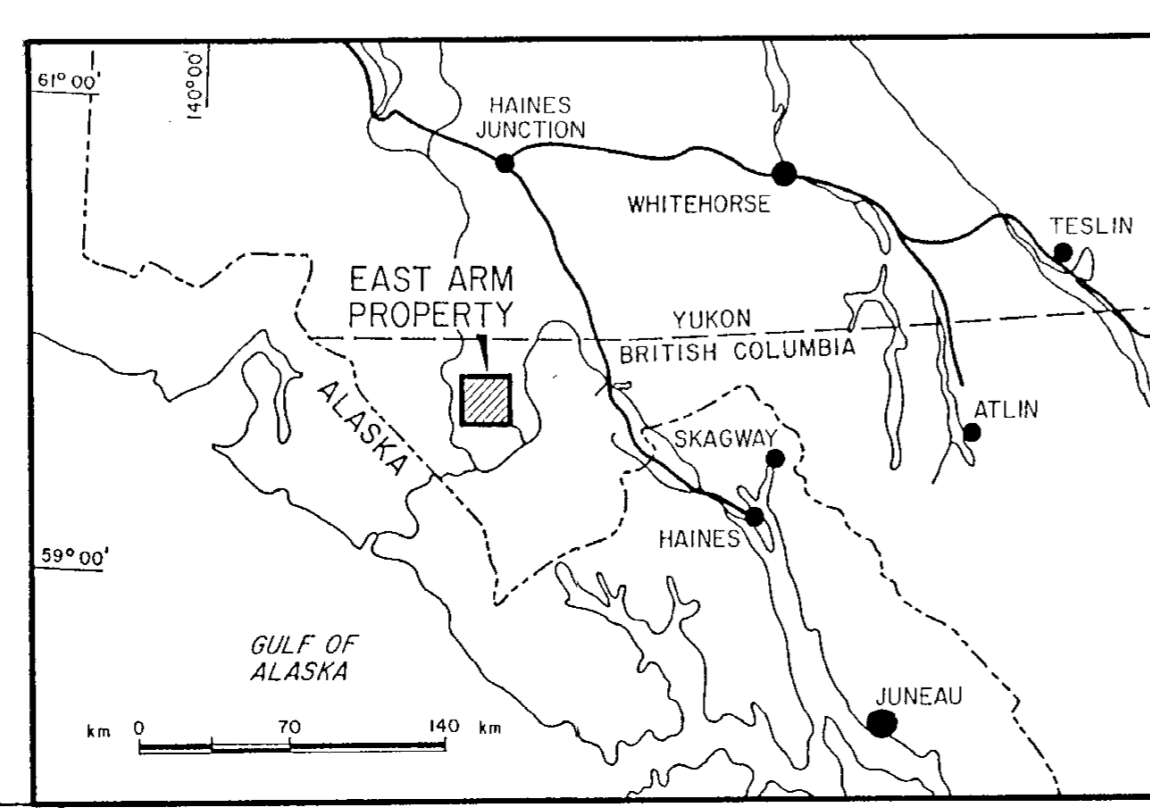 61° 00'
140° 00'
HAINES
JUNCTION
WHITEHORSE
TESLIN
EAST ARM
PROPERTY
YUKON
BRITISH COLUMBIA
ALASKA
ATLIN
SKAGWAY
HAINES
59° 00'
GULF OF
ALASKA
JUNEAU
km 0 70 140 km